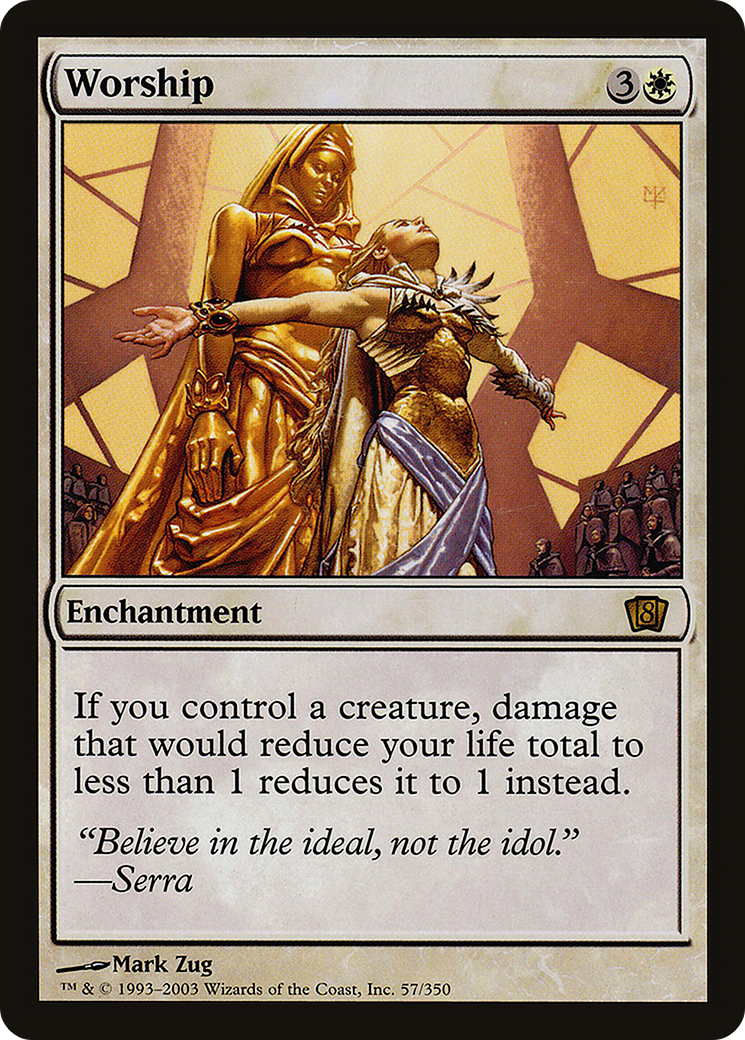 Worship
3
Enchantment
8
If you control a creature, damage
that would reduce your life total to
less than 1 reduces it to 1 instead.
“Believe in the ideal, not the idol.”
—Serra
Mark Zug
™ & © 1993–2003 Wizards of the Coast, Inc. 57/350